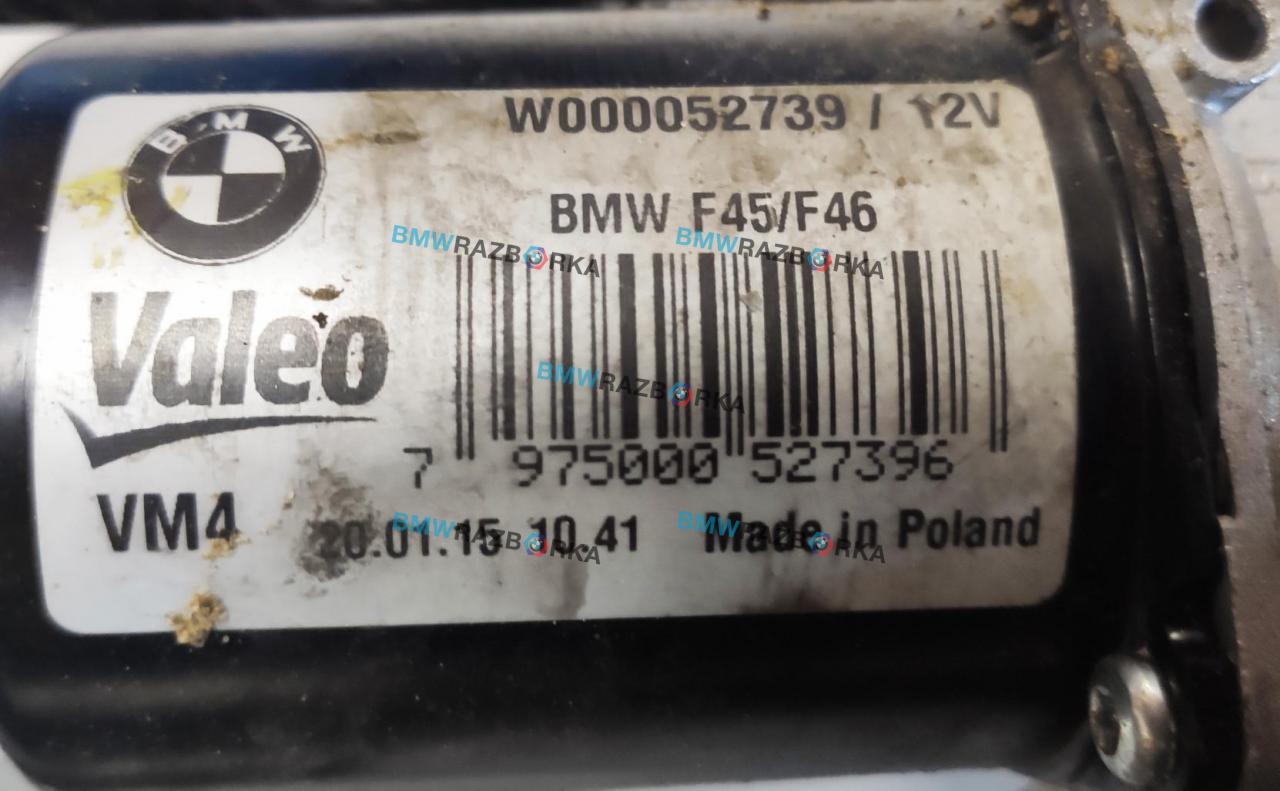 W000052739 / 12V
BMW
BMW F45/F46
BMWRAZBORKA
BMWRAZBORKA
Valeo
BMWRAZBORKA
7 975000 527396
VM4
20.01.15 10.41 Made in Poland
BMWRAZBORKA
BMWRAZBORKA